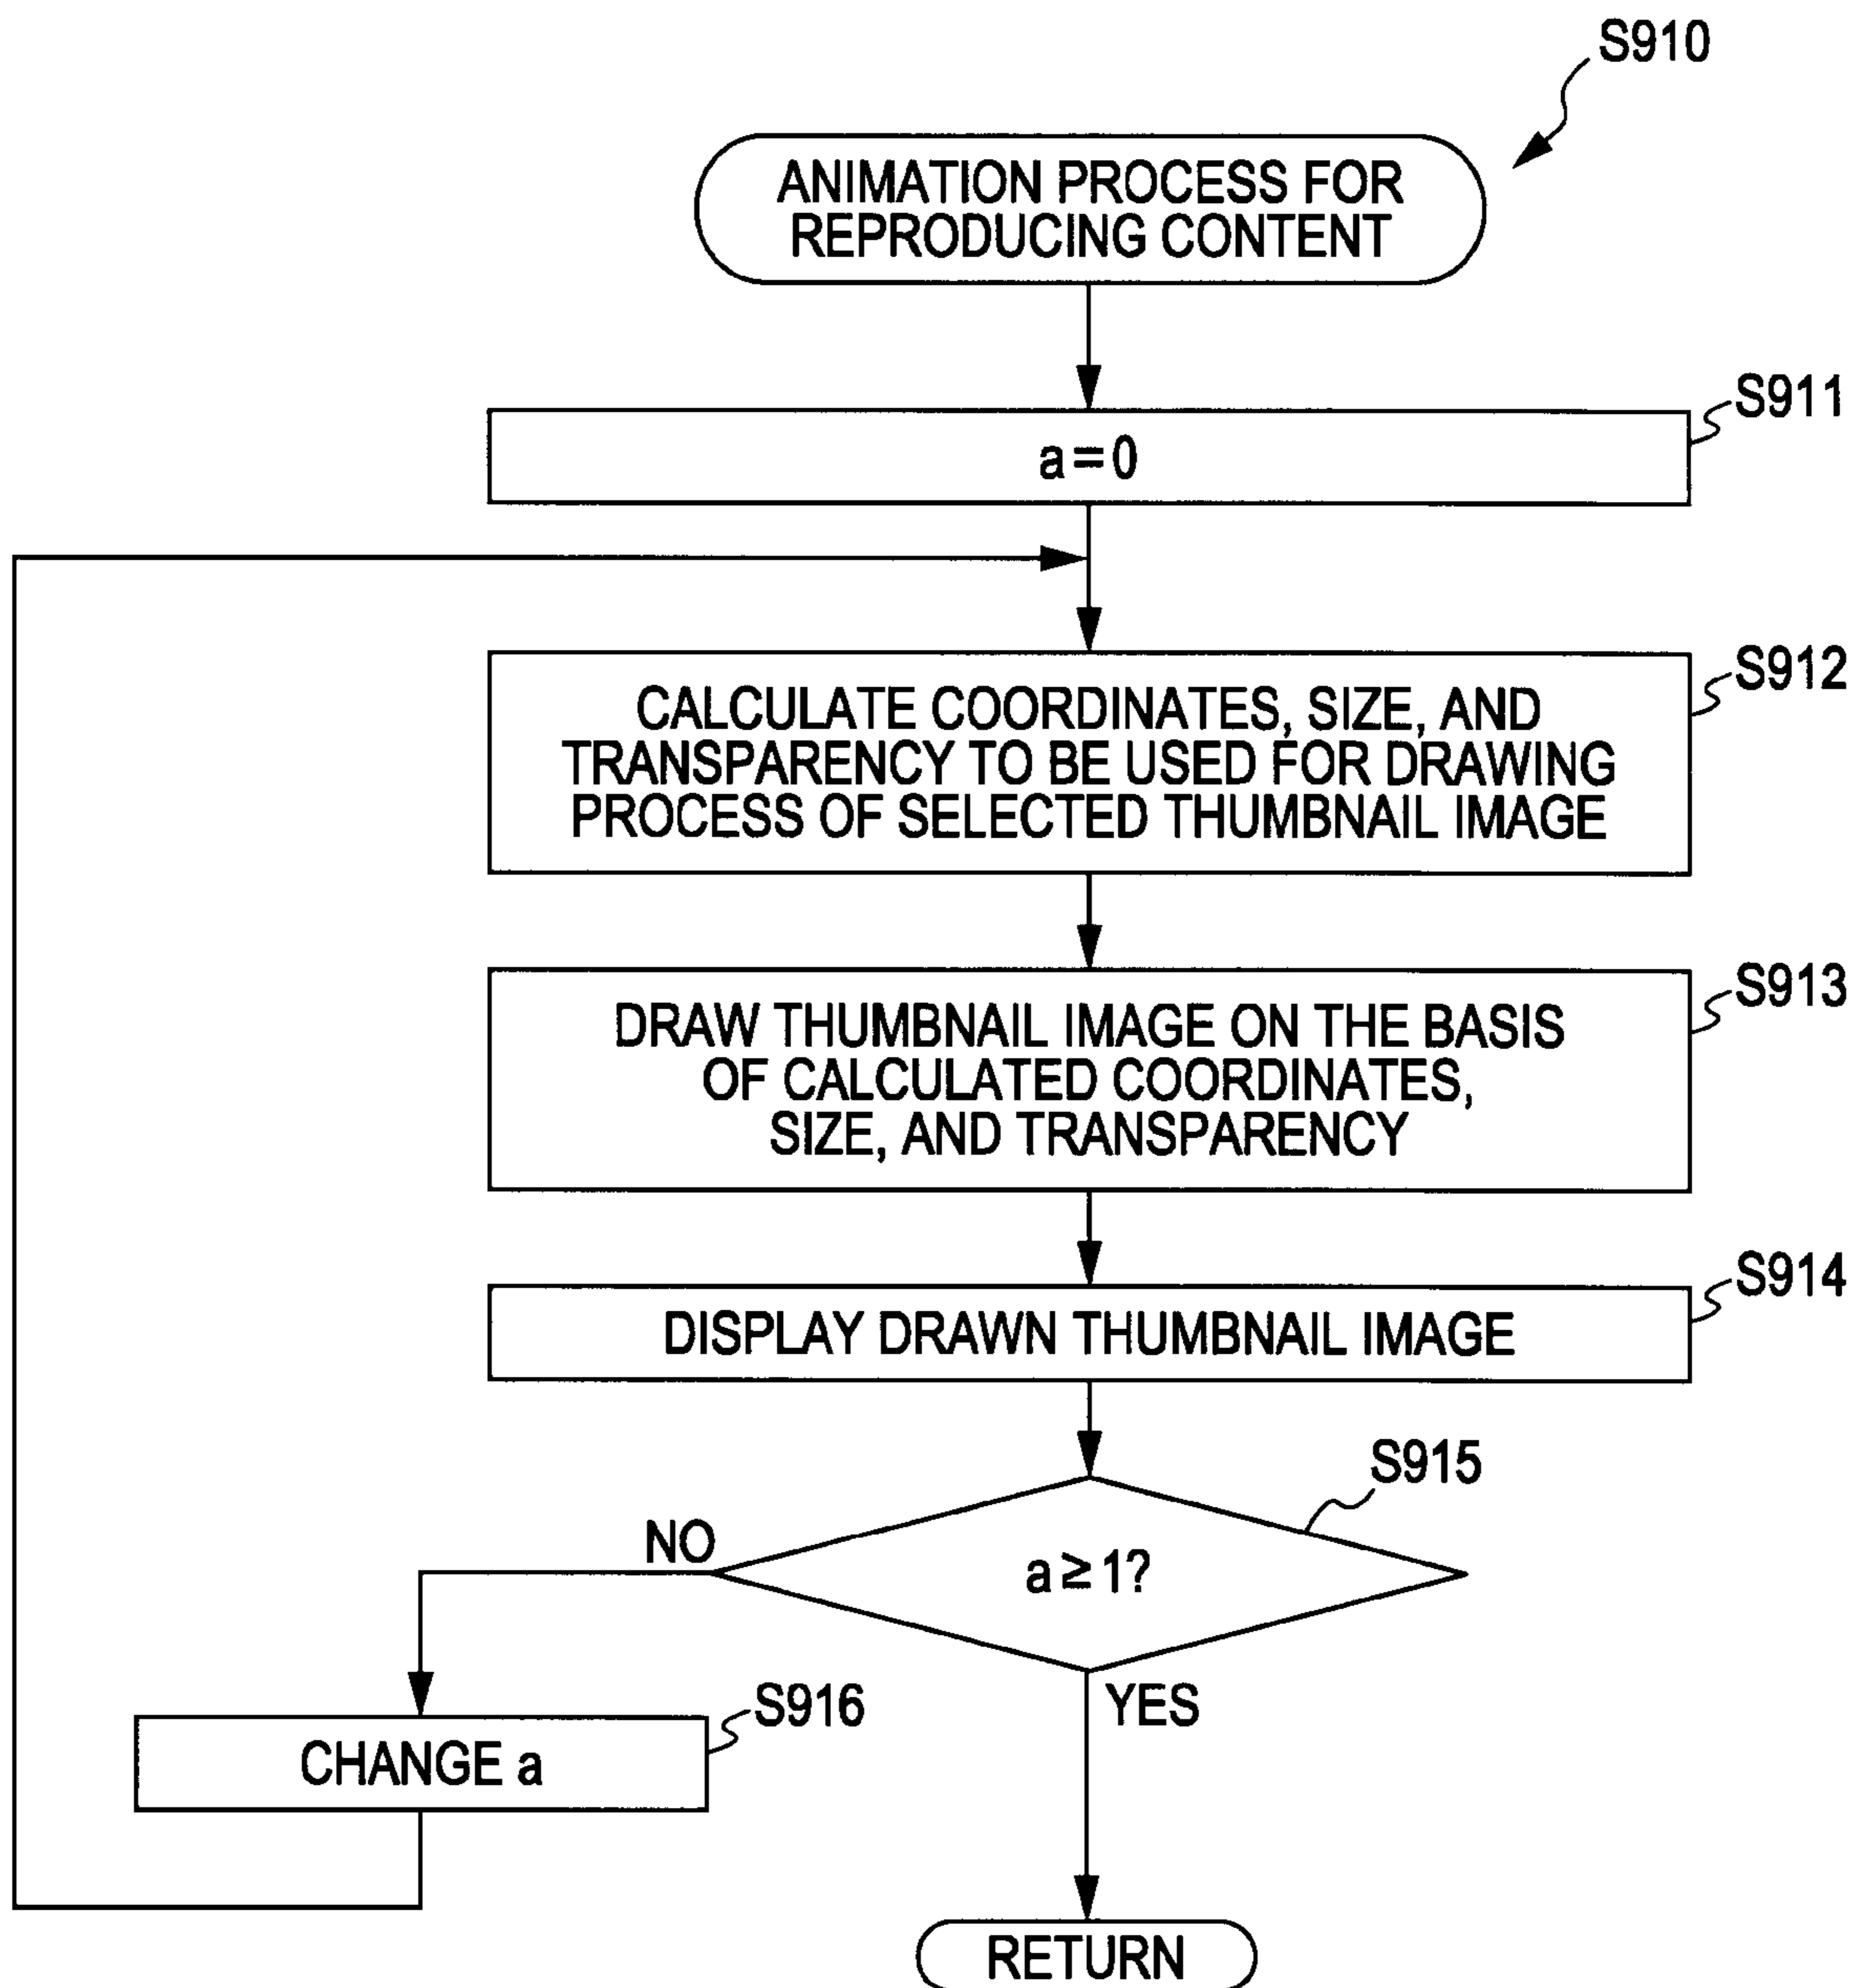 S910
ANIMATION PROCESS FOR
REPRODUCING CONTENT
S911
a=0
S912
CALCULATE COORDINATES, SIZE, AND
TRANSPARENCY TO BE USED FOR DRAWING
PROCESS OF SELECTED THUMBNAIL IMAGE
S913
DRAW THUMBNAIL IMAGE ON THE BASIS
OF CALCULATED COORDINATES,
SIZE, AND TRANSPARENCY
S914
DISPLAY DRAWN THUMBNAIL IMAGE
S915
NO
a≥1?
S916
YES
CHANGE a
RETURN